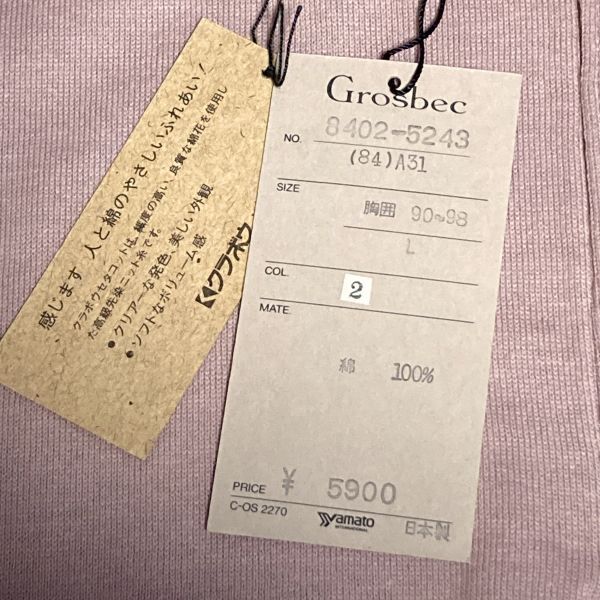 感じます 人と綿のやさしいふれあい!
クラボウセタコットは、純度の高い、良質な綿花を使用し
た高級先染ニット糸です。
●クリアーな発色、美しい外観
●ソフトなボリューム感
クラボウ
Grosbec
NO. 8402-5243
(84)A31
SIZE
胸囲 90~98
L
COL. 2
MATE.
綿 100%
PRICE ¥ 5900
C-OS 2270 Yamato 日本製
INTERNATIONAL